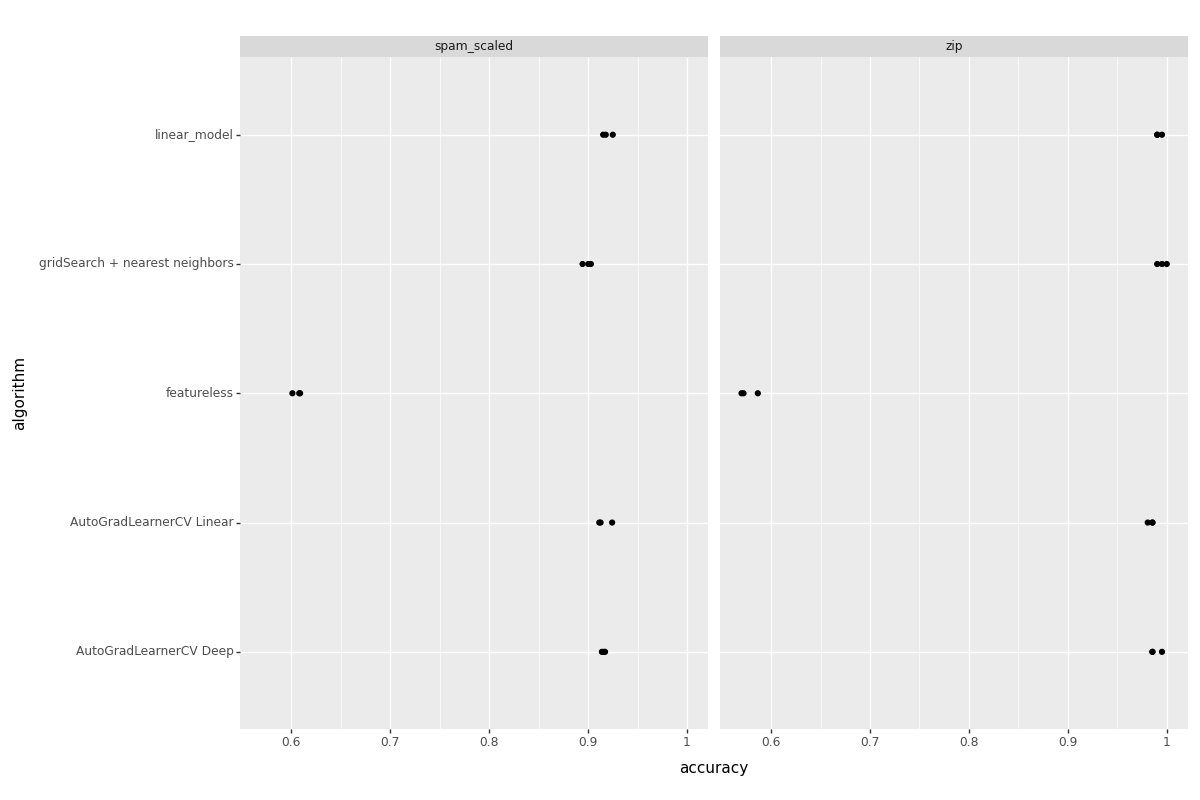 spam_scaled
zip
algorithm
linear_model
gridSearch + nearest neighbors
featureless
AutoGradLearnerCV Linear
AutoGradLearnerCV Deep
0.6 0.7 0.8 0.9 1
0.6 0.7 0.8 0.9 1
accuracy